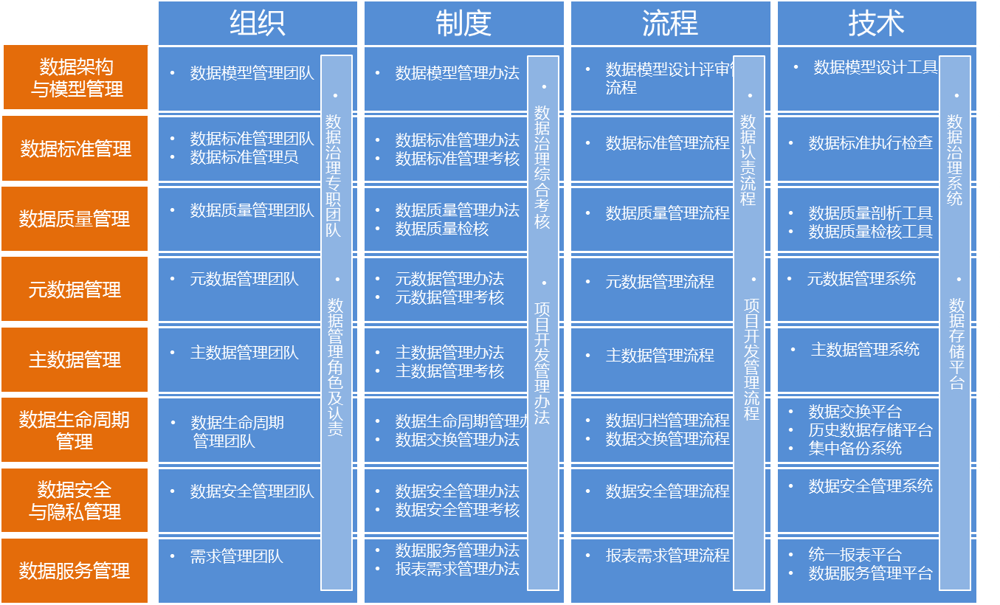 组织
制度
流程
技术
数据架构
与模型管理
• 数据模型管理团队
• 数据模型管理办法
• 数据模型设计评审
流程
• 数据模型设计工具
数据标准管理
• 数据标准管理团队
• 数据标准管理员
• 数据标准管理办法
• 数据标准管理考核
• 数据标准管理流程
• 数据标准执行检查
数据质量管理
• 数据质量管理团队
• 数据质量管理办法
• 数据质量检核
• 数据质量管理流程
• 数据质量剖析工具
• 数据质量检核工具
元数据管理
• 元数据管理团队
• 元数据管理办法
• 元数据管理考核
• 元数据管理流程
• 元数据管理系统
主数据管理
• 主数据管理团队
• 主数据管理办法
• 主数据管理考核
• 主数据管理流程
• 主数据管理系统
数据生命周期
管理
• 数据生命周期
管理团队
• 数据生命周期管理办
• 数据交换管理办法
• 数据归档管理流程
• 数据交换管理流程
• 数据交换平台
• 历史数据存储平台
• 集中备份系统
数据安全
与隐私管理
• 数据安全管理团队
• 数据安全管理办法
• 数据安全管理考核
• 数据安全管理流程
• 数据安全管理系统
数据服务管理
• 需求管理团队
• 数据服务管理办法
• 报表需求管理办法
• 报表需求管理流程
• 统一报表平台
• 数据服务管理平台
• 数据治理专职团队
• 数据管理角色及认责
• 数据治理综合考核
• 项目开发管理办法
• 数据认责流程
• 项目开发管理流程
• 数据治理系统
• 数据存储平台